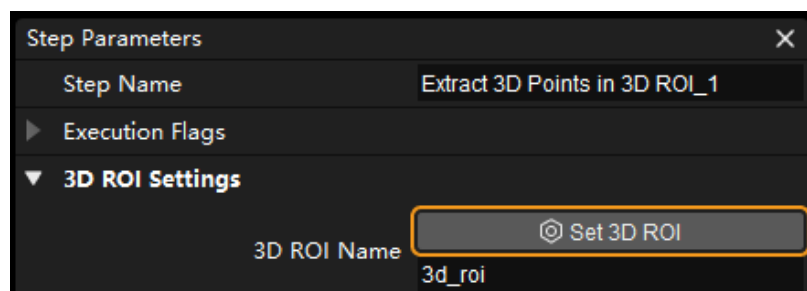 Step Parameters
Step Name Extract 3D Points in 3D ROI_1
Execution Flags
3D ROI Settings
3D ROI Name Set 3D ROI
3d_roi